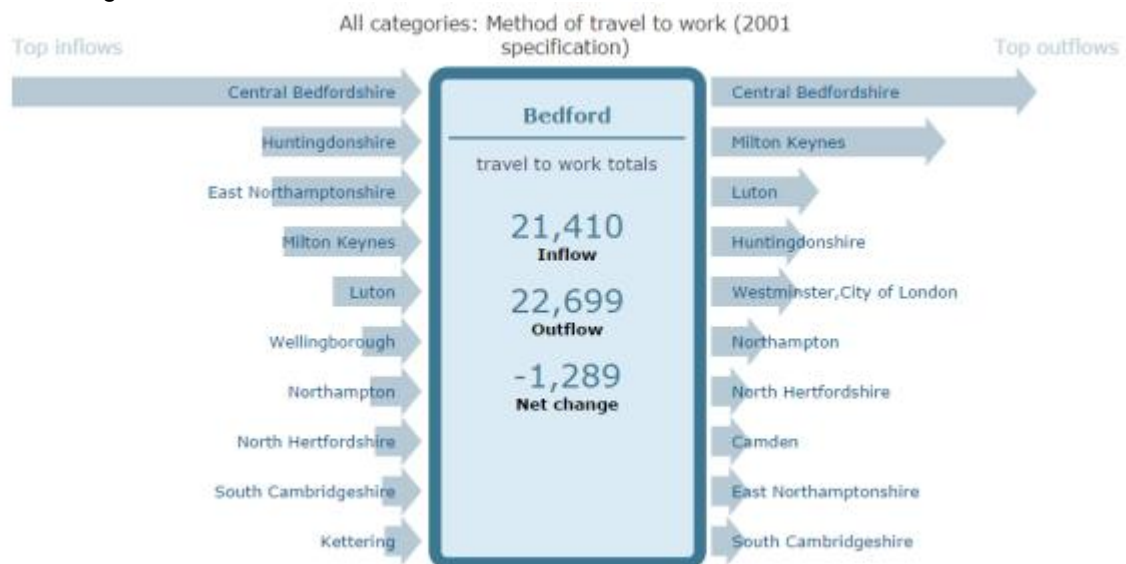 All categories: Method of travel to work (2001
specification)
Top inflows
Top outflows
Central Bedfordshire
Huntingdonshire
East Northamptonshire
Milton Keynes
Luton
Wellingborough
Northampton
North Hertfordshire
South Cambridgeshire
Kettering
Bedford
travel to work totals
21,410
Inflow
22,699
Outflow
-1,289
Net change
Central Bedfordshire
Milton Keynes
Luton
Huntingdonshire
Westminster,City of London
Northampton
North Hertfordshire
Camden
East Northamptonshire
South Cambridgeshire